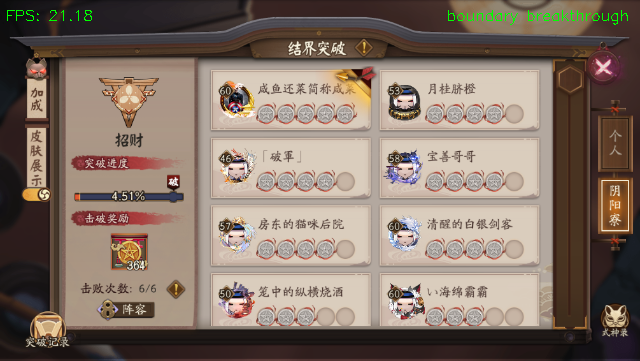 FPS: 21.18
boundary breakthrough
结界突破
加成
皮肤展示
招财
突破进度
破
4.51%
击破奖励
364
击败次数: 6/6
阵容
突破记录
60
咸鱼还菜简称咸菜
53
月桂脐橙
46
「破軍」
58
宝善哥哥
57
房东的猫咪后院
60
清醒的白银剑客
50
笼中的縱横烧酒
60
い海绵霸霸
个人
阴阳寮
式神录